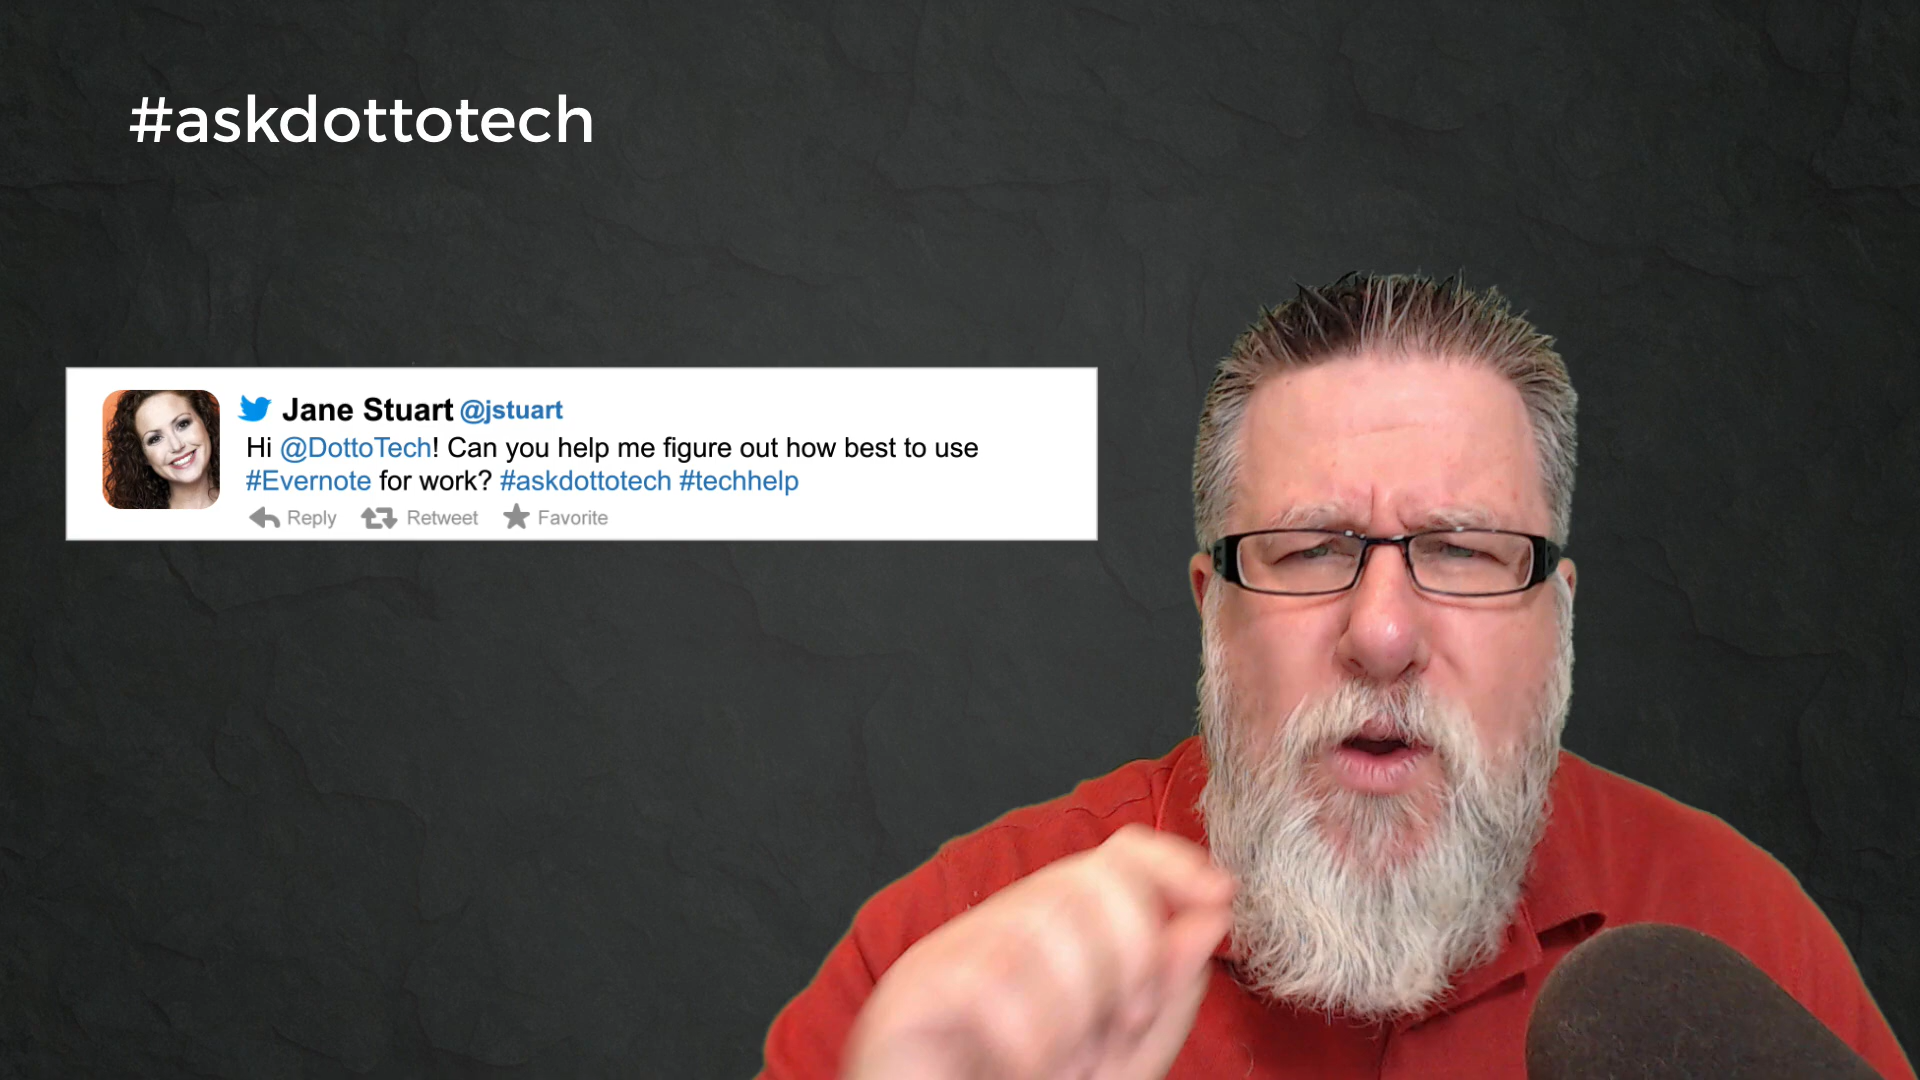 #askdottotech
Jane Stuart @jstuart
Hi @DottoTech! Can you help me figure out how best to use
#Evernote for work? #askdottotech #techhelp
Reply Retweet Favorite